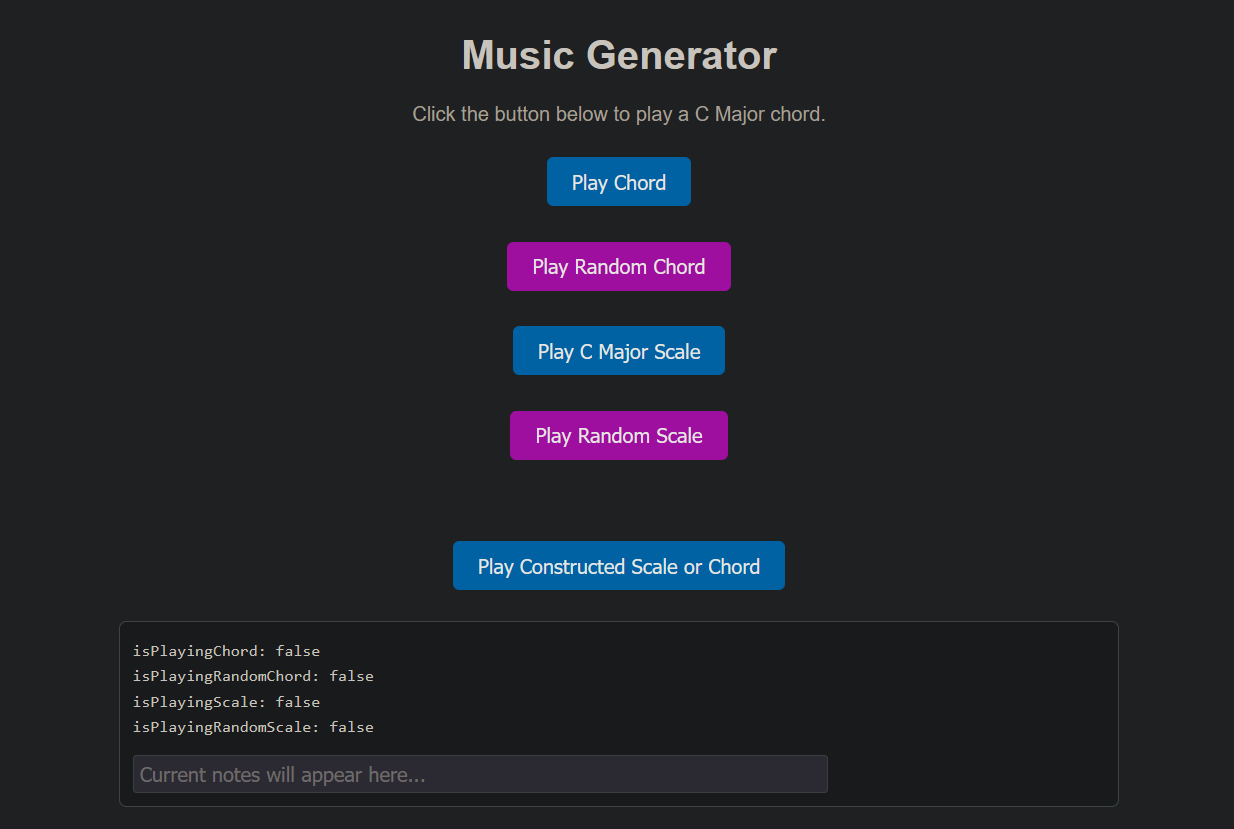 Music Generator
Click the button below to play a C Major chord.
Play Chord
Play Random Chord
Play C Major Scale
Play Random Scale
Play Constructed Scale or Chord
isPlayingChord: false
isPlayingRandomChord: false
isPlayingScale: false
isPlayingRandomScale: false
Current notes will appear here...